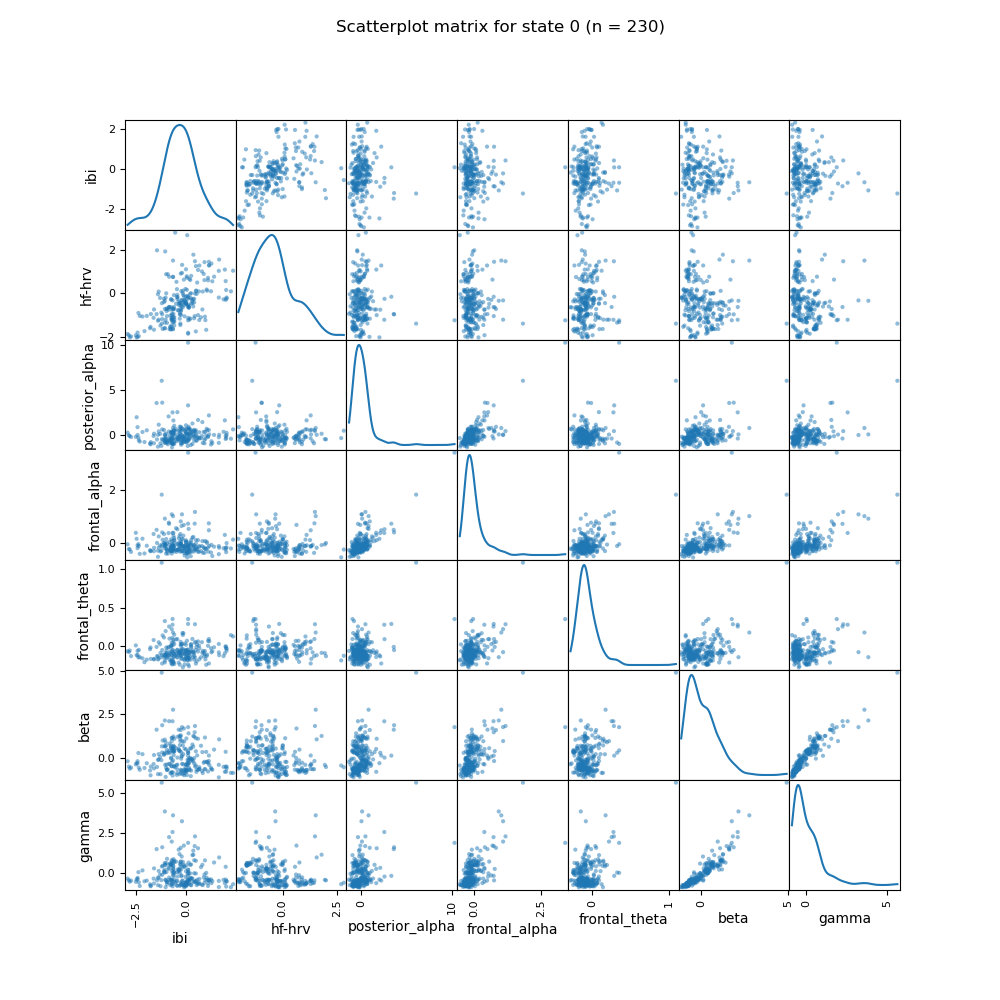 Scatterplot matrix for state 0 (n = 230)
2
0
−2
ibi
2
0
−2
hf-hrv
10
5
0
posterior_alpha
2
0
frontal_alpha
1.0
0.5
0.0
frontal_theta
5.0
2.5
0.0
beta
5.0
2.5
0.0
gamma
−2.5 0.0 0.0 2.5 0 10 0.0 2.5 0 1 0 5 0 5
ibi hf-hrv posterior_alpha frontal_alpha frontal_theta beta gamma